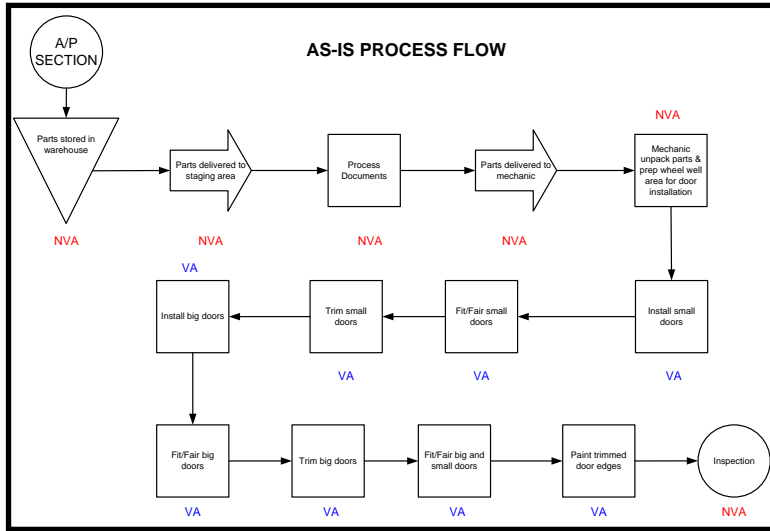 A/P
SECTION
AS-IS PROCESS FLOW
NVA
Parts stored in
warehouse
Parts delivered to
staging area
Process
Documents
Parts delivered to
mechanic
Mechanic
unpack parts &
prep wheel well
area for door
installation
NVA
NVA
NVA
NVA
VA
Install big doors
Trim small
doors
Fit/Fair small
doors
Install small
doors
VA
VA
VA
Fit/Fair big
doors
Trim big doors
Fit/Fair big and
small doors
Paint trimmed
door edges
Inspection
VA
VA
VA
VA
NVA